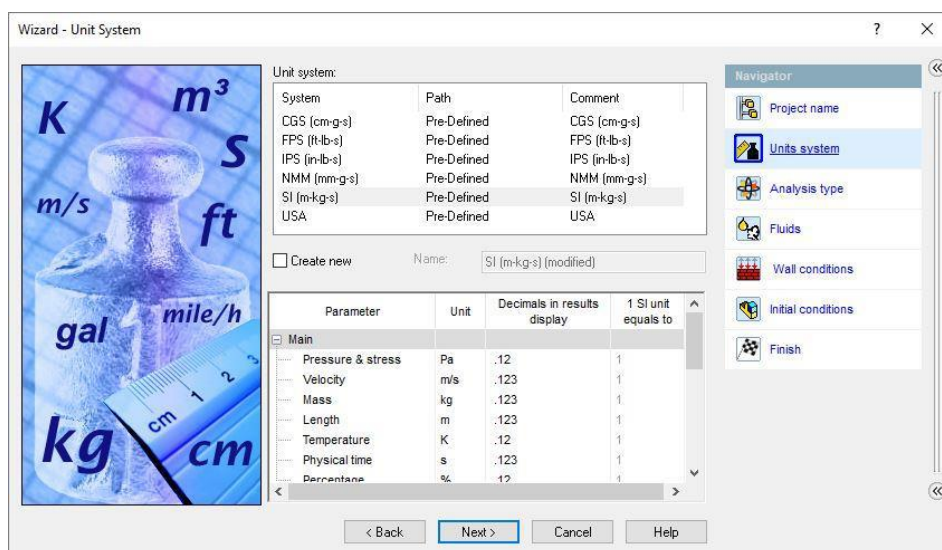 Wizard - Unit System
?
K
m³
S
m/s
ft
gal
mile/h
cm 1 2 3
kg
cm
Unit system:
System Path Comment
CGS (cm-g-s) Pre-Defined CGS (cm-g-s)
FPS (ft-lb-s) Pre-Defined FPS (ft-lb-s)
IPS (in-lb-s) Pre-Defined IPS (in-lb-s)
NMM (mm-g-s) Pre-Defined NMM (mm-g-s)
SI (m-kg-s) Pre-Defined SI (m-kg-s)
USA Pre-Defined USA
Create new Name: SI (m-kg-s) (modified)
Parameter Unit Decimals in results display 1 SI unit equals to
Main
Pressure & stress Pa .12 1
Velocity m/s .123 1
Mass kg .123 1
Length m .123 1
Temperature K .12 1
Physical time s .123 1
Percentage % .12 1
< Back Next > Cancel Help
Navigator
Project name
Units system
Analysis type
Fluids
Wall conditions
Initial conditions
Finish